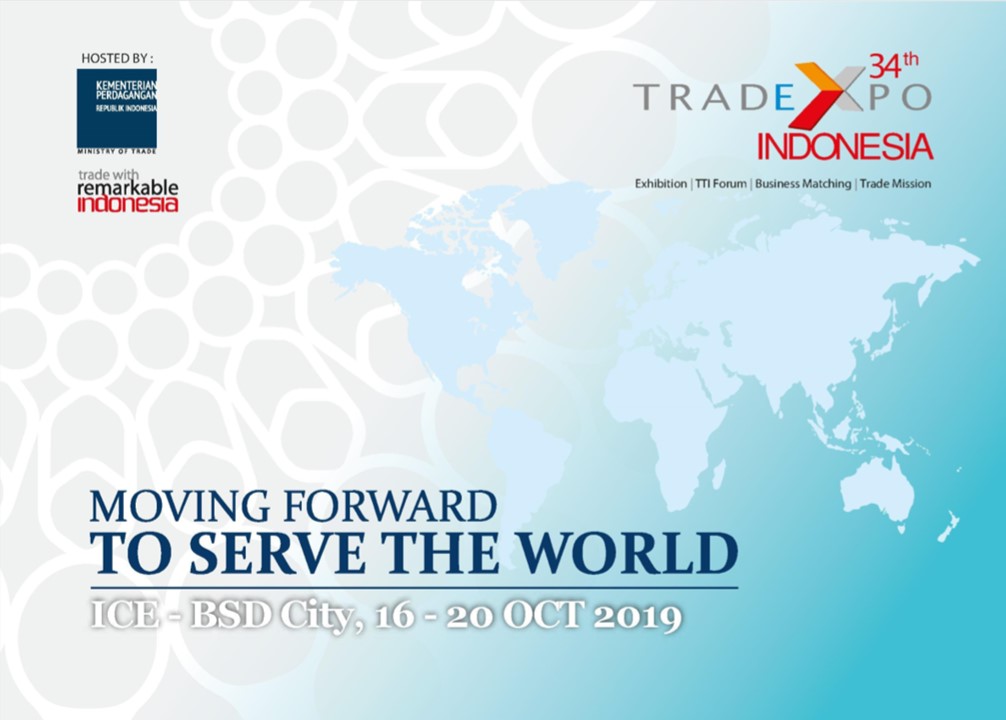 HOSTED BY :
KEMENTERIAN
PERDAGANGAN
REPUBLIK INDONESIA
MINISTRY OF TRADE
trade with
remarkable
indonesia
34th
TRADEXPO
INDONESIA
Exhibition | TTI Forum | Business Matching | Trade Mission
MOVING FORWARD
TO SERVE THE WORLD
ICE - BSD City, 16 - 20 OCT 2019